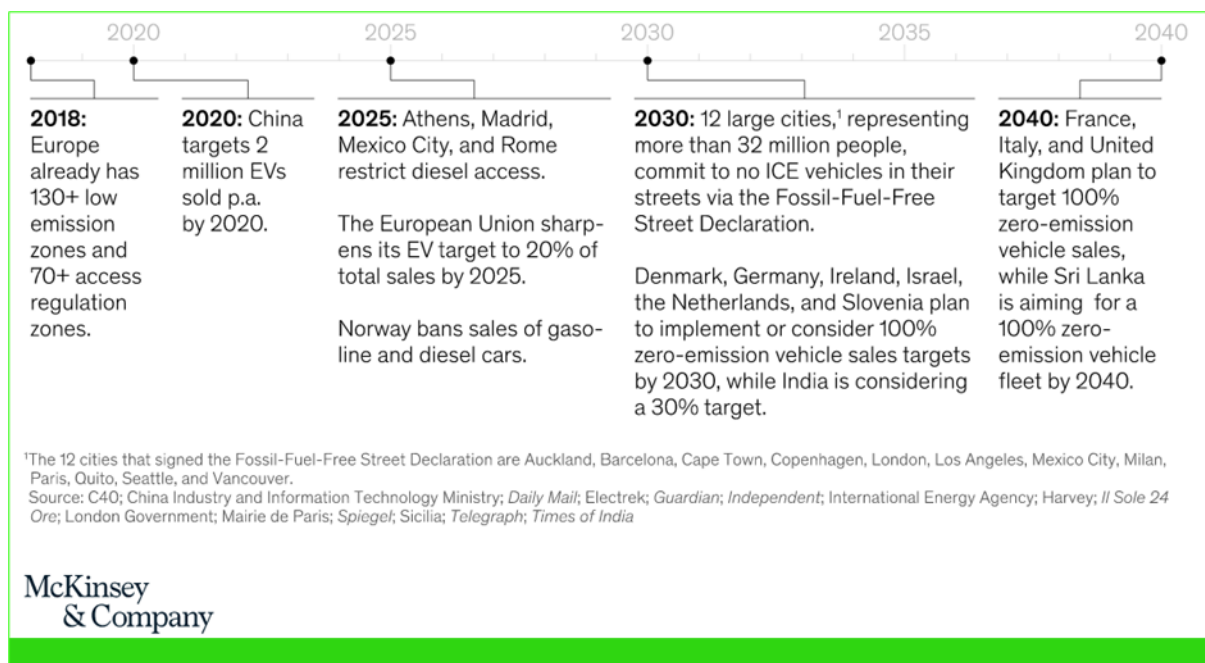 2020 2025 2030 2035 2040
2018:
Europe
already has
130+ low
emission
zones and
70+ access
regulation
zones.
2020: China
targets 2
million EVs
sold p.a.
by 2020.
2025: Athens, Madrid,
Mexico City, and Rome
restrict diesel access.
The European Union sharp-
ens its EV target to 20% of
total sales by 2025.
Norway bans sales of gaso-
line and diesel cars.
2030: 12 large cities,¹ representing
more than 32 million people,
commit to no ICE vehicles in their
streets via the Fossil-Fuel-Free
Street Declaration.
Denmark, Germany, Ireland, Israel,
the Netherlands, and Slovenia plan
to implement or consider 100%
zero-emission vehicle sales targets
by 2030, while India is considering
a 30% target.
2040: France,
Italy, and United
Kingdom plan to
target 100%
zero-emission
vehicle sales,
while Sri Lanka
is aiming for a
100% zero-
emission vehicle
fleet by 2040.
¹The 12 cities that signed the Fossil-Fuel-Free Street Declaration are Auckland, Barcelona, Cape Town, Copenhagen, London, Los Angeles, Mexico City, Milan,
Paris, Quito, Seattle, and Vancouver.
Source: C40; China Industry and Information Technology Ministry; Daily Mail; Electrek; Guardian; Independent; International Energy Agency; Harvey; Il Sole 24
Ore; London Government; Mairie de Paris; Spiegel; Sicilia; Telegraph; Times of India
McKinsey
& Company